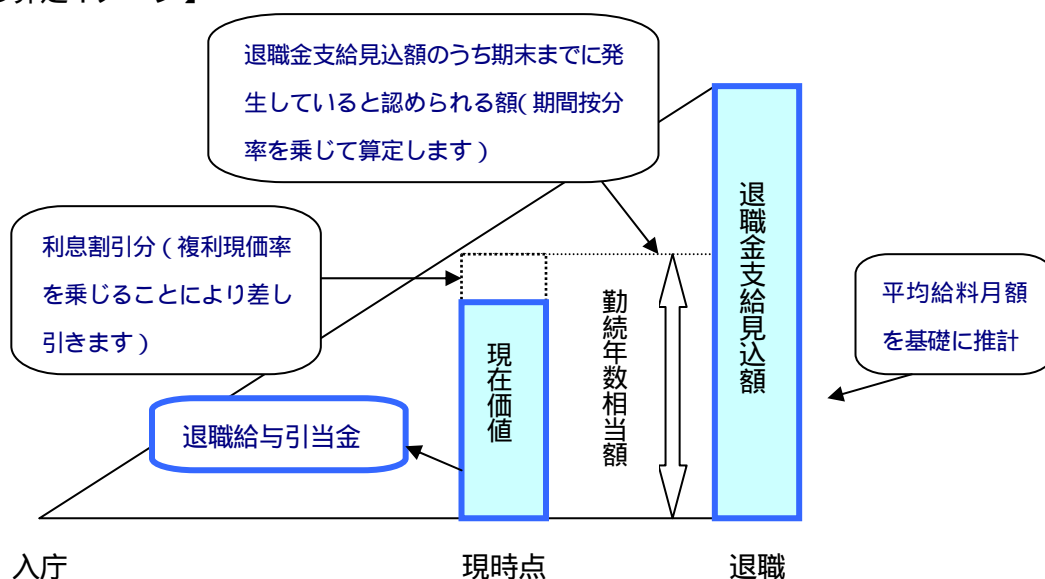 退職金支給見込額のうち期末までに発
生していると認められる額(期間按分
率を乗じて算定します)
利息割引分(複利現価率
を乗じることにより差し
引きます)
退職給与引当金
現在価値
勤続年数相当額
退職金支給見込額
平均給料月額
を基礎に推計
入庁
現時点
退職